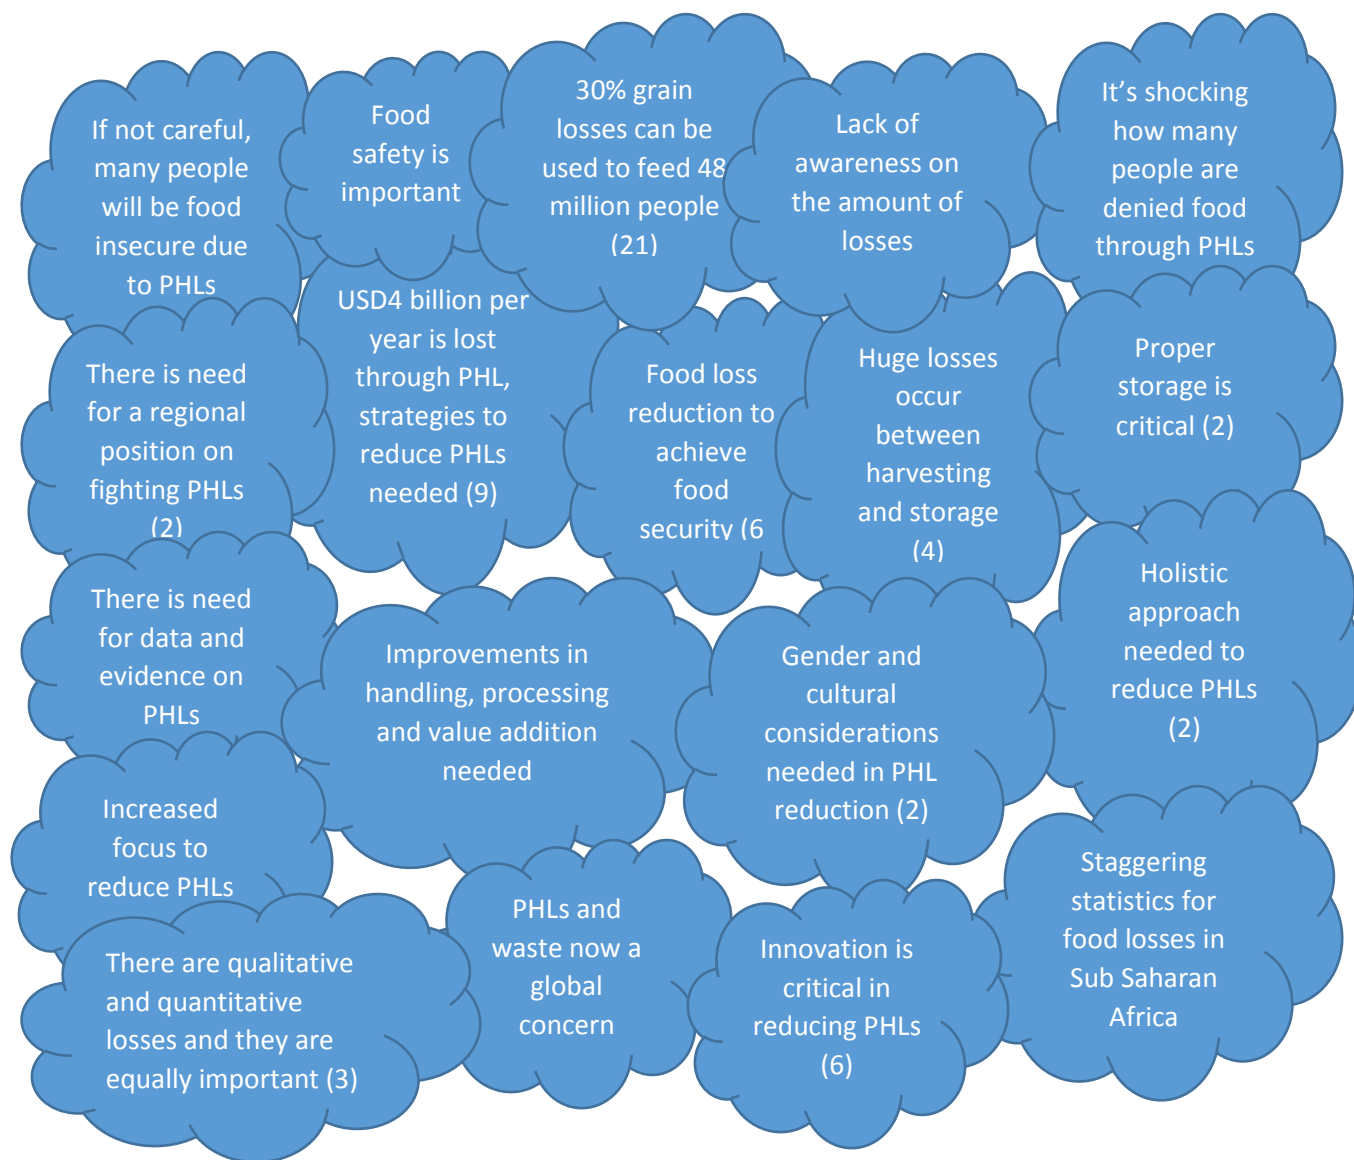 If not careful,
many people
will be food
insecure due
to PHLs
Food
safety is
important
30% grain
losses can be
used to feed 48
million people
(21)
Lack of
awareness on
the amount of
losses
It’s shocking
how many
people are
denied food
through PHLs
There is need
for a regional
position on
fighting PHLs
(2)
USD4 billion per
year is lost
through PHL,
strategies to
reduce PHLs
needed (9)
Food loss
reduction to
achieve
food
security (6
Huge losses
occur
between
harvesting
and storage
(4)
Proper
storage is
critical (2)
There is need
for data and
evidence on
PHLs
Improvements in
handling, processing
and value addition
needed
Gender and
cultural
considerations
needed in PHL
reduction (2)
Holistic
approach
needed to
reduce PHLs
(2)
Increased
focus to
reduce PHLs
There are qualitative
and quantitative
losses and they are
equally important (3)
PHLs and
waste now a
global
concern
Innovation is
critical in
reducing PHLs
(6)
Staggering
statistics for
food losses in
Sub Saharan
Africa